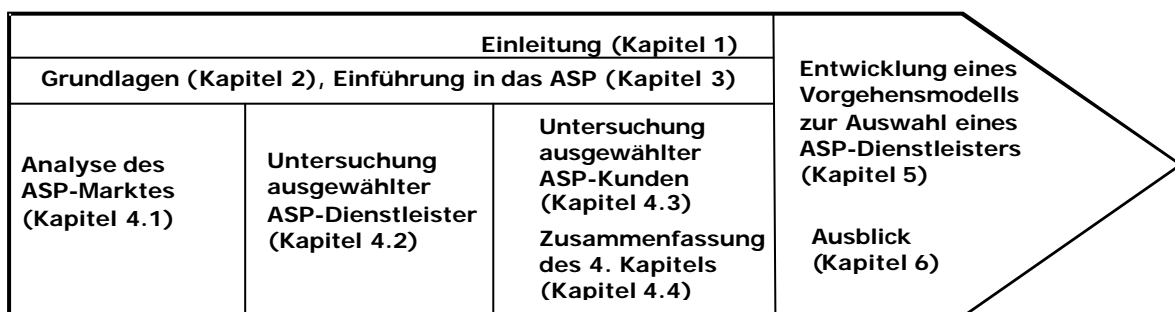 Einleitung (Kapitel 1)
Grundlagen (Kapitel 2), Einführung in das ASP (Kapitel 3)
Analyse des
ASP-Marktes
(Kapitel 4.1)
Untersuchung
ausgewählter
ASP-Dienstleister
(Kapitel 4.2)
Untersuchung
ausgewählter
ASP-Kunden
(Kapitel 4.3)
Zusammenfassung
des 4. Kapitels
(Kapitel 4.4)
Entwicklung eines
Vorgehensmodells
zur Auswahl eines
ASP-Dienstleisters
(Kapitel 5)
Ausblick
(Kapitel 6)